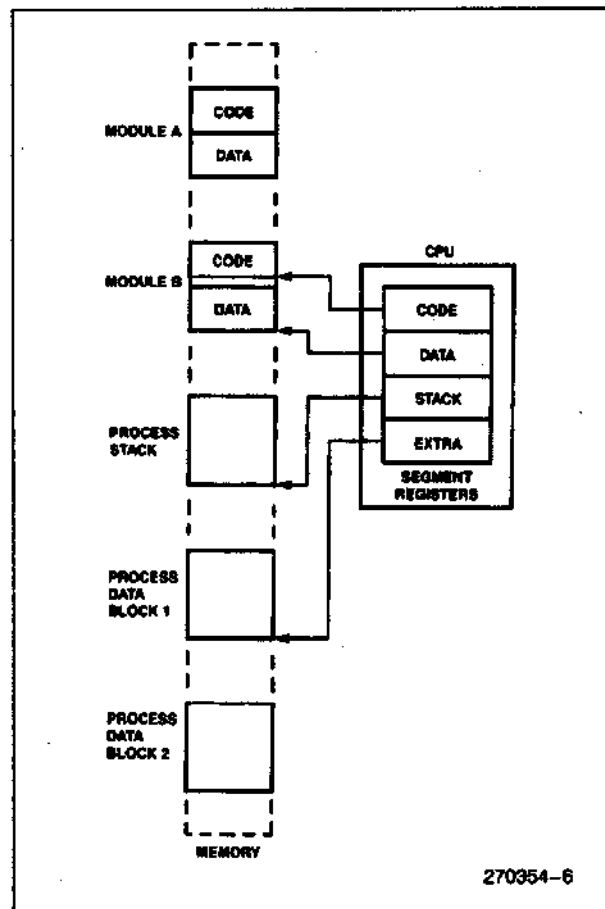 MODULE A
CODE
DATA
MODULE B
CODE
DATA
PROCESS
STACK
PROCESS
DATA
BLOCK 1
PROCESS
DATA
BLOCK 2
MEMORY
CPU
CODE
DATA
STACK
EXTRA
SEGMENT
REGISTERS
270354-6